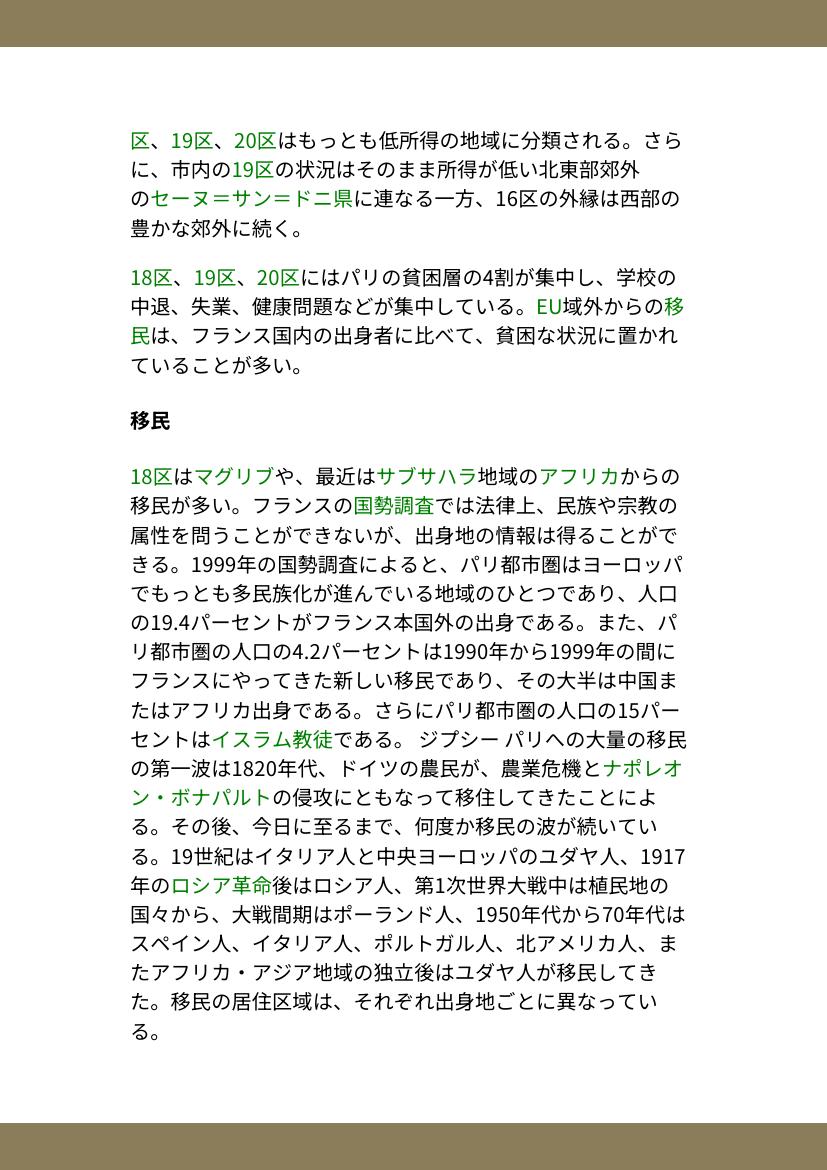 区、19区、20区はもっとも低所得の地域に分類される。さら
に、市内の19区の状況はそのまま所得が低い北東部郊外
のセーヌ＝サン＝ドニ県に連なる一方、16区の外縁は西部の
豊かな郊外に続く。
18区、19区、20区にはパリの貧困層の4割が集中し、学校の
中退、失業、健康問題などが集中している。EU域外からの移
民は、フランス国内の出身者に比べて、貧困な状況に置かれ
ていることが多い。
移民
18区はマグリブや、最近はサブサハラ地域のアフリカからの
移民が多い。フランスの国勢調査では法律上、民族や宗教の
属性を問うことができないが、出身地の情報は得ることがで
きる。1999年の国勢調査によると、パリ都市圏はヨーロッパ
でもっとも多民族化が進んでいる地域のひとつであり、人口
の19.4パーセントがフランス本国外の出身である。また、パ
リ都市圏の人口の4.2パーセントは1990年から1999年の間に
フランスにやってきた新しい移民であり、その大半は中国ま
たはアフリカ出身である。さらにパリ都市圏の人口の15パー
セントはイスラム教徒である。 ジプシー パリへの大量の移民
の第一波は1820年代、ドイツの農民が、農業危機とナポレオ
ン・ボナパルトの侵攻にともなって移住してきたことによ
る。その後、今日に至るまで、何度か移民の波が続いてい
る。19世紀はイタリア人と中央ヨーロッパのユダヤ人、1917
年のロシア革命後はロシア人、第1次世界大戦中は植民地の
国々から、大戦間期はポーランド人、1950年代から70年代は
スペイン人、イタリア人、ポルトガル人、北アメリカ人、ま
たアフリカ・アジア地域の独立後はユダヤ人が移民してき
た。移民の居住区域は、それぞれ出身地ごとに異なってい
る。